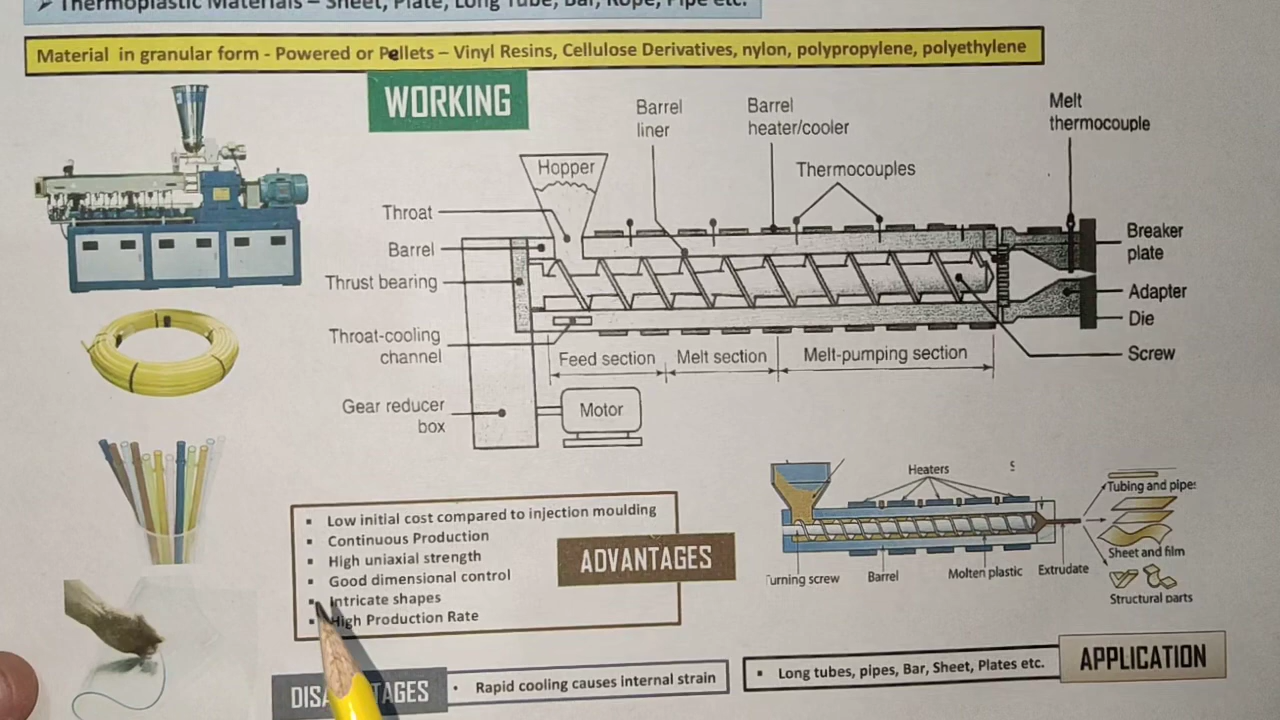 ➤ Thermoplastic Materials – Sheet, Plate, Long Tube, Bar, Rope, Pipe etc.
Material in granular form - Powered or Pellets – Vinyl Resins, Cellulose Derivatives, nylon, polypropylene, polyethylene
WORKING
Barrel
liner
Barrel
heater/cooler
Melt
thermocouple
Hopper
Thermocouples
Throat
Barrel
Thrust bearing
Throat-cooling
channel
Breaker
plate
Adapter
Die
Screw
Feed section
Melt section
Melt-pumping section
Gear reducer
box
Motor
▪ Low initial cost compared to injection moulding
▪ Continuous Production
▪ High uniaxial strength
▪ Good dimensional control
▪ Intricate shapes
▪ High Production Rate
ADVANTAGES
Heaters
Tubing and pipes
Sheet and film
Structural parts
Turning screw
Barrel
Molten plastic
Extrudate
• Rapid cooling causes internal strain
▪ Long tubes, pipes, Bar, Sheet, Plates etc.
APPLICATION